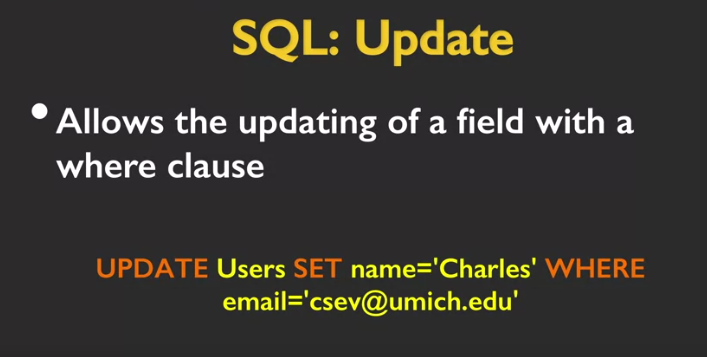 SQL: Update
• Allows the updating of a field with a
where clause
UPDATE Users SET name='Charles' WHERE
email='csev@umich.edu'